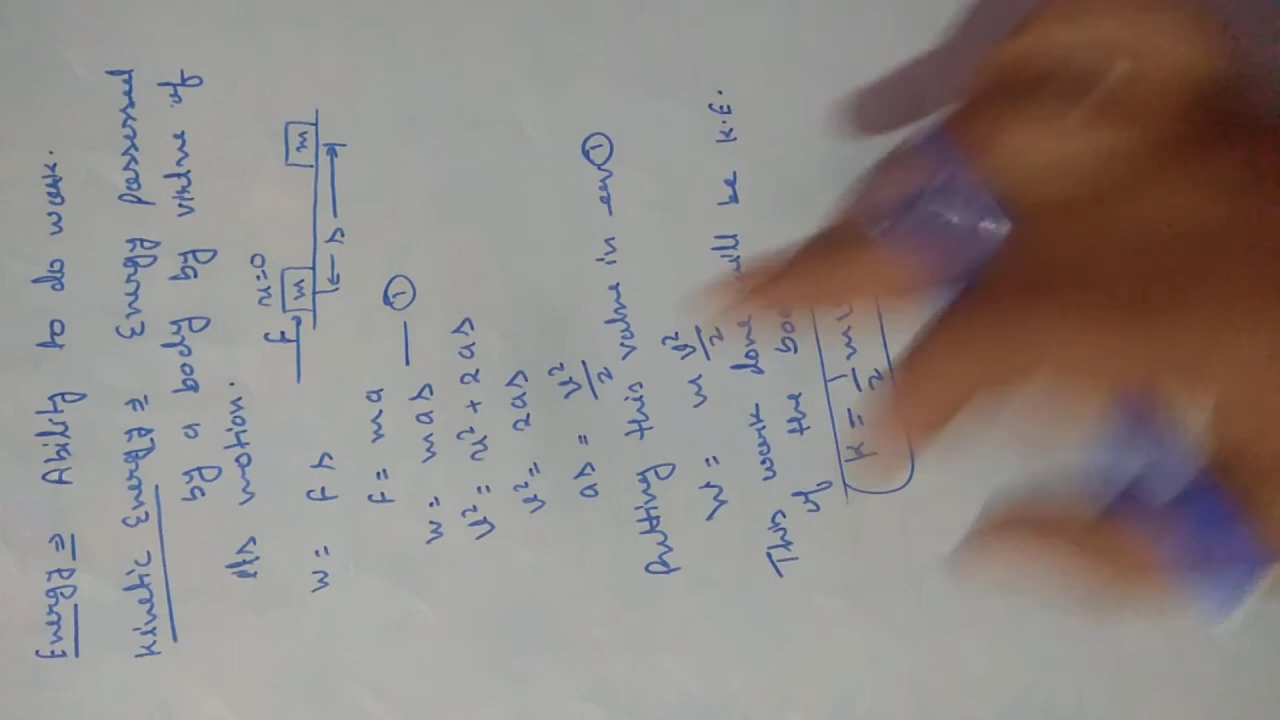 Energy ⇒ Ability to do work.
Kinetic Energy ⇒ Energy possessed
by a body by virtue of
its motion.
F u=0
m m
s
W = F s
F = ma
W = mas — ①
v² = u² + 2as
v² = 2as
as = v²/2
Putting this value in eqn ①
W = m v²/2
This work done will be K.E.
of the
K = 1/2 m